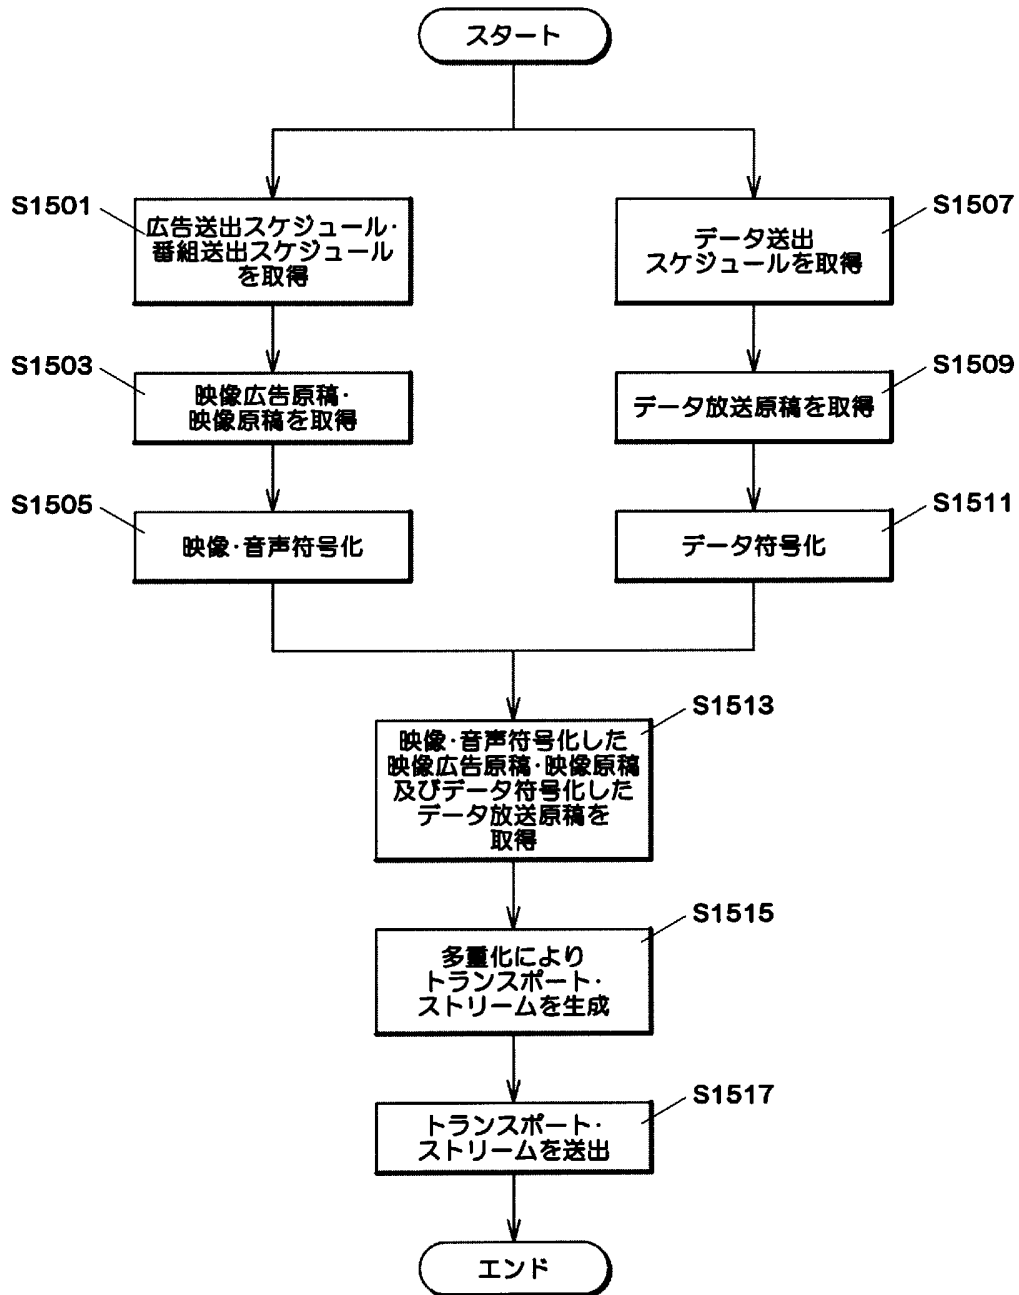 スタート
S1501
広告送出スケジュール・
番組送出スケジュール
を取得
S1503
映像広告原稿・
映像原稿を取得
S1505
映像・音声符号化
S1507
データ送出
スケジュールを取得
S1509
データ放送原稿を取得
S1511
データ符号化
S1513
映像・音声符号化した
映像広告原稿・映像原稿
及びデータ符号化した
データ放送原稿を
取得
S1515
多重化により
トランスポート・
ストリームを生成
S1517
トランスポート・
ストリームを送出
エンド